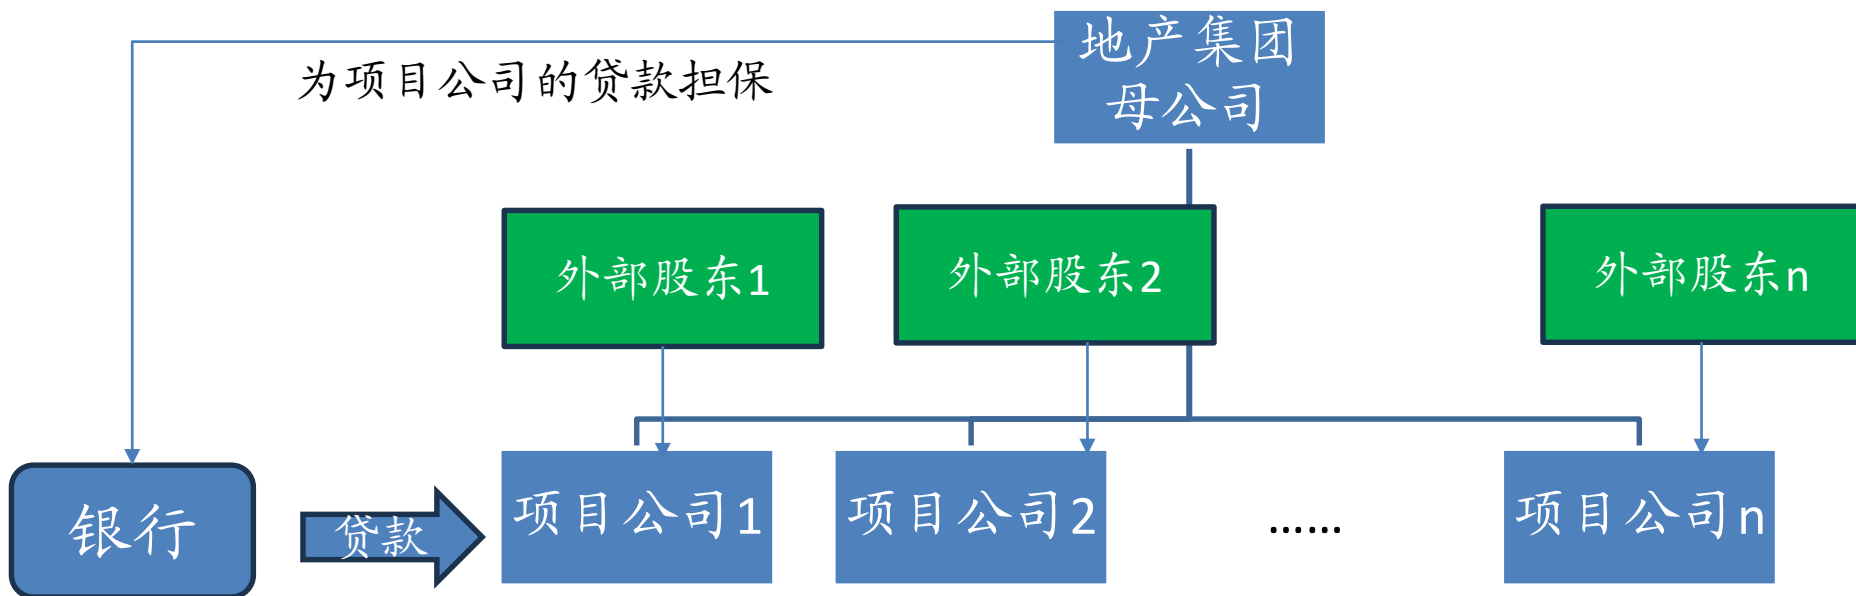 地产集团
母公司
为项目公司的贷款担保
外部股东1
外部股东2
外部股东n
银行
贷款
项目公司1
项目公司2
……
项目公司n